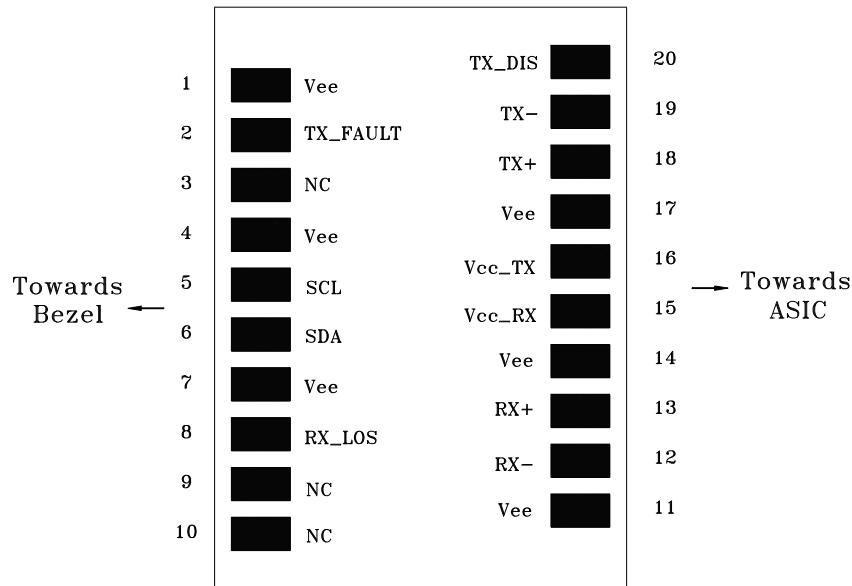 1 Vee
2 TX_FAULT
3 NC
4 Vee
5 SCL
6 SDA
7 Vee
8 RX_LOS
9 NC
10 NC
TX_DIS 20
TX− 19
TX+ 18
Vee 17
Vcc_TX 16
Vcc_RX 15
Vee 14
RX+ 13
RX− 12
Vee 11
Towards
Bezel
Towards
ASIC